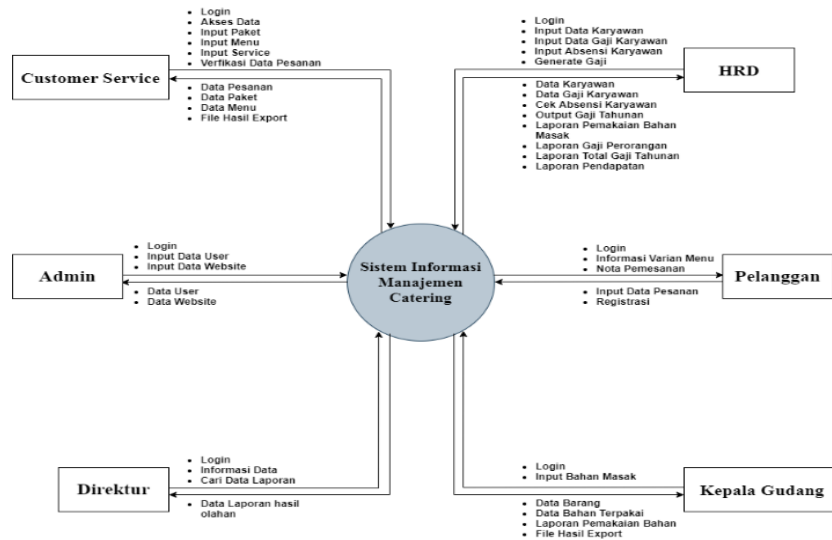 Customer Service
• Login
• Akses Data
• Input Paket
• Input Menu
• Input Service
• Verfikasi Data Pesanan
• Data Pesanan
• Data Paket
• Data Menu
• File Hasil Export
HRD
• Login
• Input Data Karyawan
• Input Data Gaji Karyawan
• Input Absensi Karyawan
• Generate Gaji
• Data Karyawan
• Data Gaji Karyawan
• Cek Absensi Karyawan
• Output Gaji Tahunan
• Laporan Pemakaian Bahan
Masak
• Laporan Gaji Perorangan
• Laporan Total Gaji Tahunan
• Laporan Pendapatan
Admin
• Login
• Input Data User
• Input Data Website
• Data User
• Data Website
Sistem Informasi
Manajemen
Catering
• Login
• Informasi Varian Menu
• Nota Pemesanan
• Input Data Pesanan
• Registrasi
Pelanggan
Direktur
• Login
• Informasi Data
• Cari Data Laporan
• Data Laporan hasil
olahan
• Login
• Input Bahan Masak
• Data Barang
• Data Bahan Terpakai
• Laporan Pemakaian Bahan
• File Hasil Export
Kepala Gudang